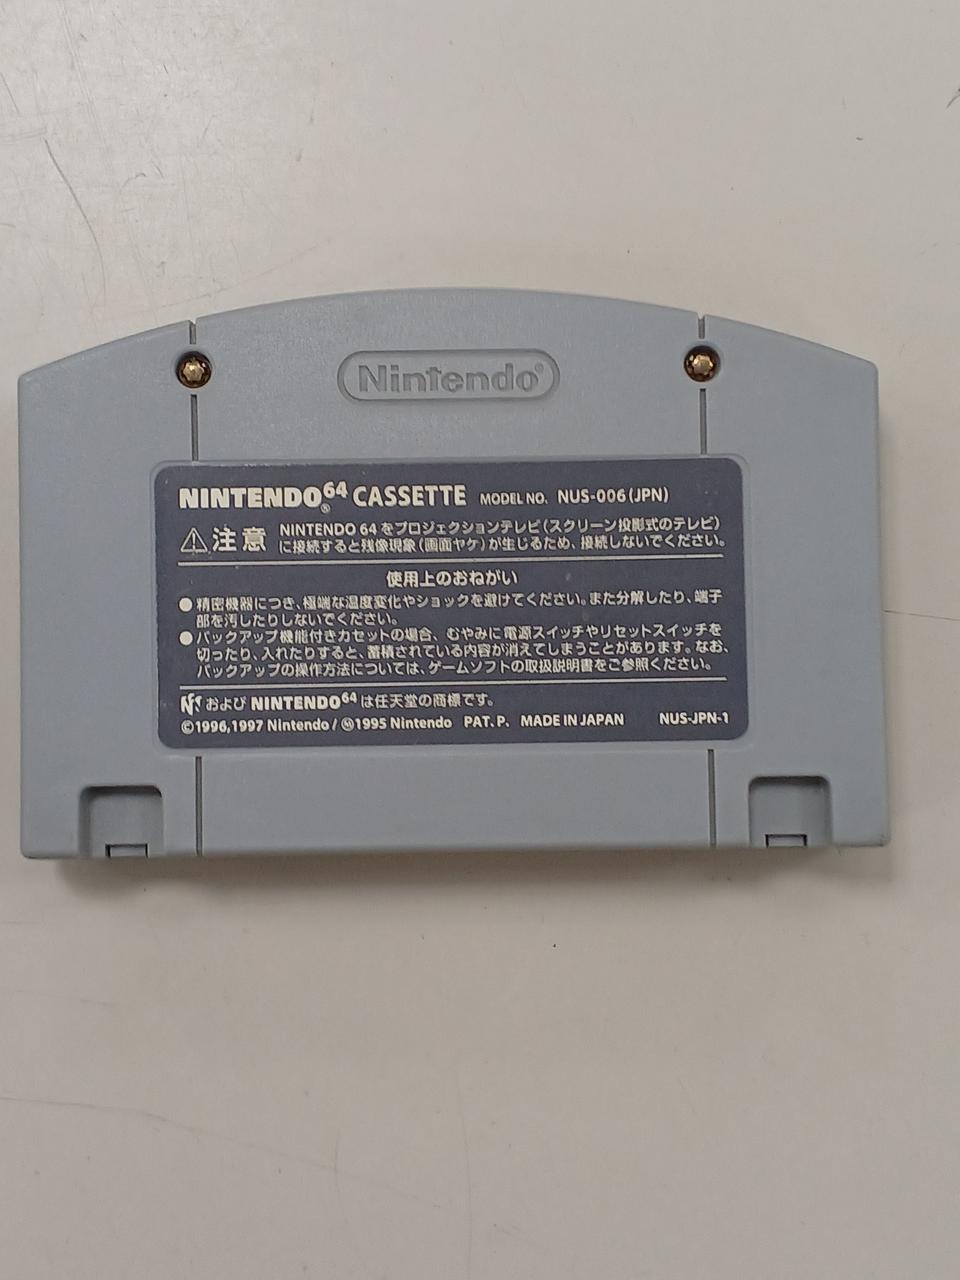 Nintendo®
NINTENDO64® CASSETTE MODEL NO. NUS-006(JPN)
⚠注意 NINTENDO 64をプロジェクションテレビ(スクリーン投影式のテレビ)
に接続すると残像現象(画面ヤケ)が生じるため、接続しないでください。
使用上のおねがい
●精密機器につき、極端な温度変化やショックを避けてください。また分解したり、端子
部を汚したりしないでください。
●バックアップ機能付きカセットの場合、むやみに電源スイッチやリセットスイッチを
切ったり、入れたりすると、蓄積されている内容が消えてしまうことがあります。なお、
バックアップの操作方法については、ゲームソフトの取扱説明書をご参照ください。
および NINTENDO64は任天堂の商標です。
©1996,1997 Nintendo/Ⓜ1995 Nintendo PAT. P. MADE IN JAPAN NUS-JPN-1